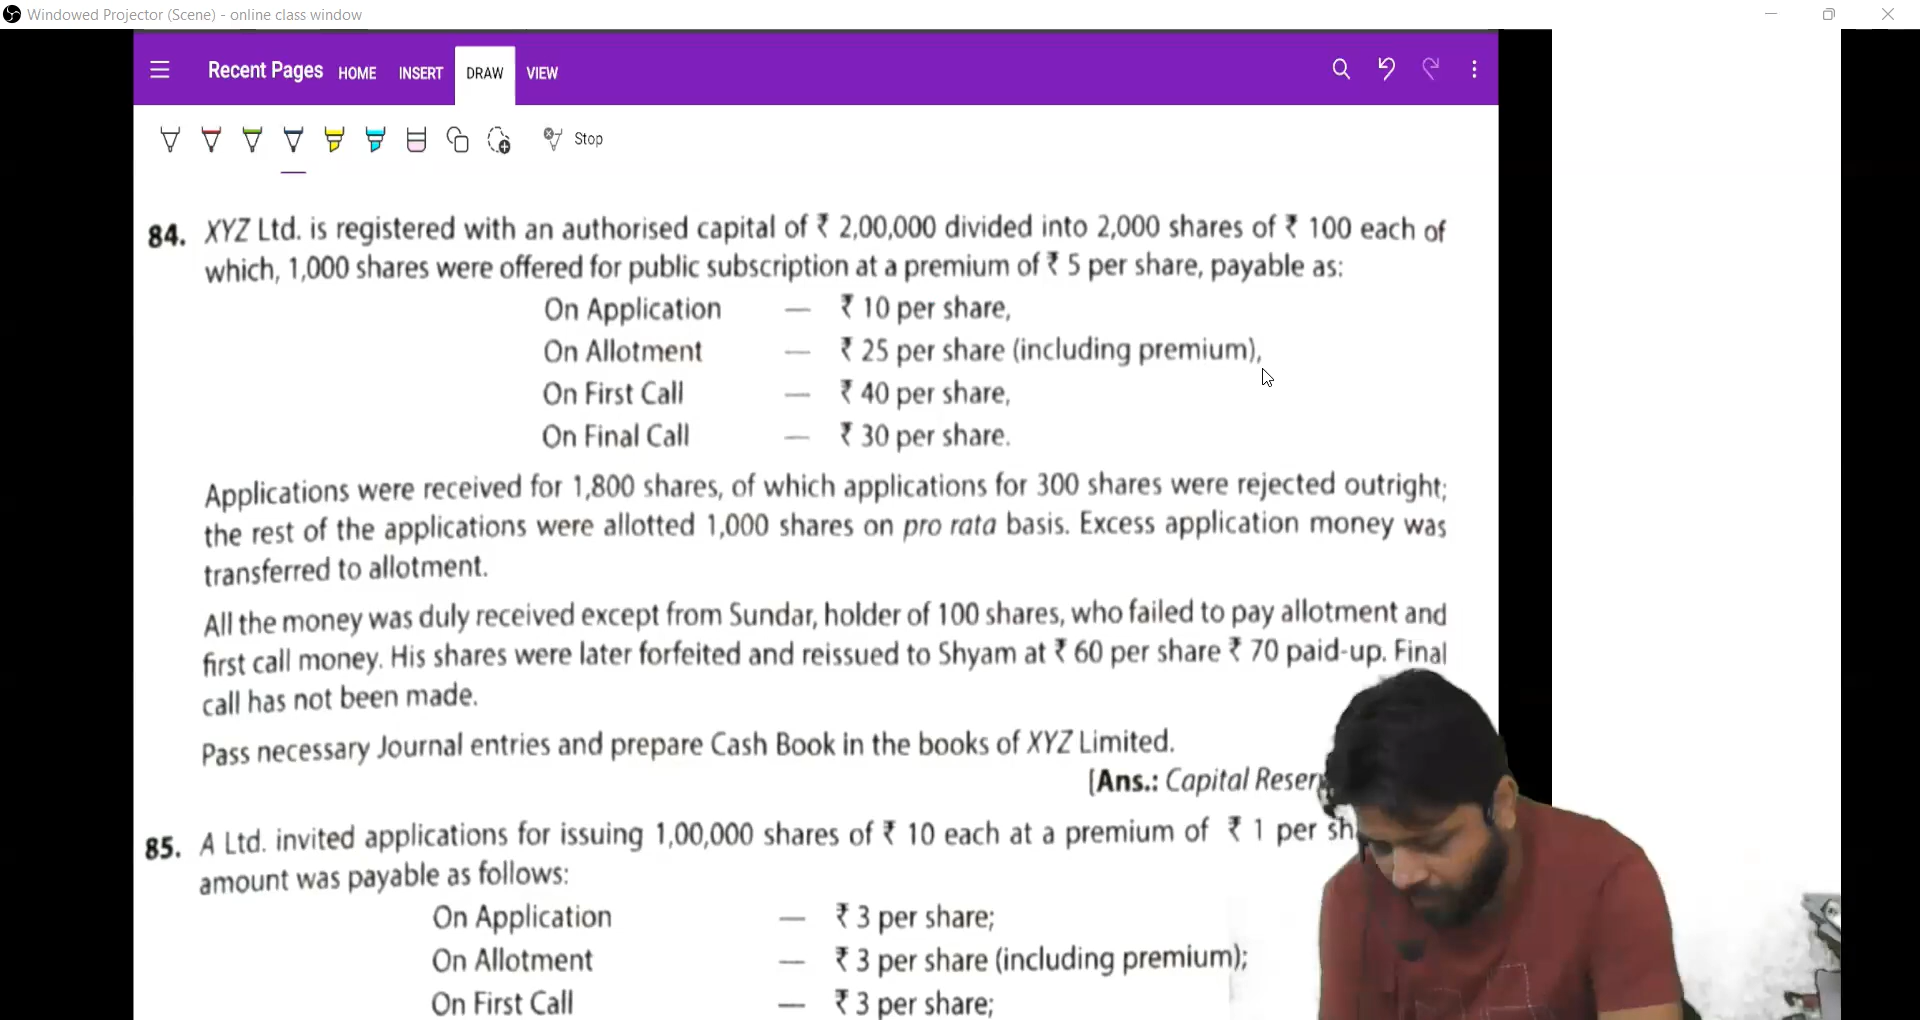 Windowed Projector (Scene) - online class window
Recent Pages HOME INSERT DRAW VIEW
Stop
84. XYZ Ltd. is registered with an authorised capital of ₹ 2,00,000 divided into 2,000 shares of ₹ 100 each of
which, 1,000 shares were offered for public subscription at a premium of ₹ 5 per share, payable as:
On Application — ₹ 10 per share,
On Allotment — ₹ 25 per share (including premium),
On First Call — ₹ 40 per share,
On Final Call — ₹ 30 per share.
Applications were received for 1,800 shares, of which applications for 300 shares were rejected outright;
the rest of the applications were allotted 1,000 shares on pro rata basis. Excess application money was
transferred to allotment.
All the money was duly received except from Sundar, holder of 100 shares, who failed to pay allotment and
first call money. His shares were later forfeited and reissued to Shyam at ₹ 60 per share ₹ 70 paid-up. Final
call has not been made.
Pass necessary Journal entries and prepare Cash Book in the books of XYZ Limited.
[Ans.: Capital
85. A Ltd. invited applications for issuing 1,00,000 shares of ₹ 10 each at a premium of ₹ 1 per
amount was payable as follows:
On Application — ₹ 3 per share;
On Allotment — ₹ 3 per share (including premium);
On First Call — ₹ 3 per share;